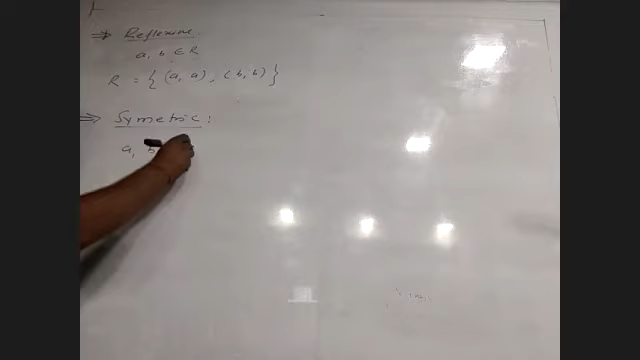 ⇒ Reflexive
a, b ∈ R
R = { (a, a), (b, b) }
⇒ Symetric :
a, b